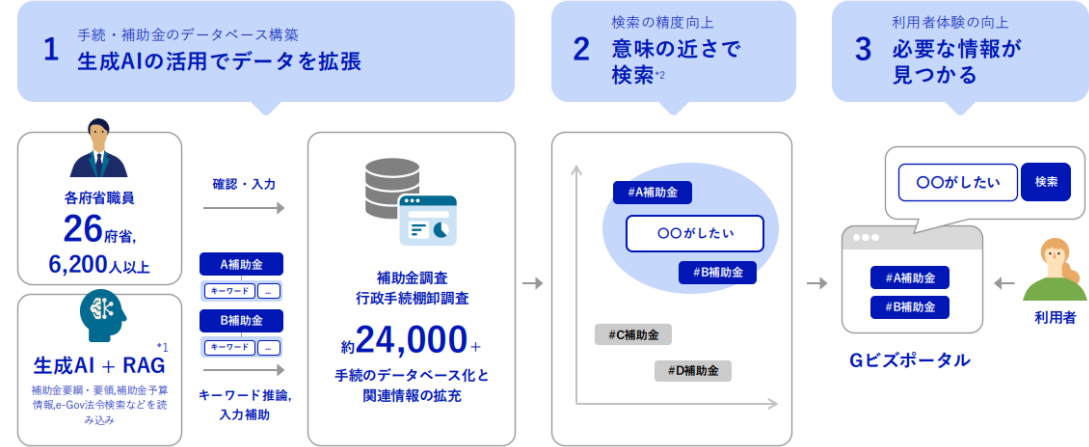 1
手続・補助金のデータベース構築
生成AIの活用でデータを拡張
各府省職員
26府省,
6,200人以上
生成AI + RAG*1
補助金要綱・要領,補助金予算
情報,e-Gov法令検索などを読
み込み
確認・入力
A補助金
キーワード
...
B補助金
キーワード
...
キーワード推論,
入力補助
補助金調査
行政手続棚卸調査
約24,000+
手続のデータベース化と
関連情報の拡充
2
検索の精度向上
意味の近さで
検索*2
#A補助金
〇〇がしたい
#B補助金
#C補助金
#D補助金
3
利用者体験の向上
必要な情報が
見つかる
〇〇がしたい
検索
#A補助金
#B補助金
利用者
Gビズポータル